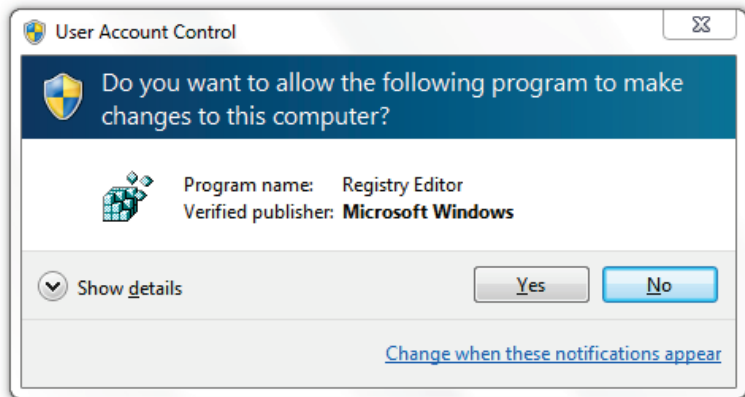 User Account Control
Do you want to allow the following program to make
changes to this computer?
Program name: Registry Editor
Verified publisher: Microsoft Windows
Show details
Yes
No
Change when these notifications appear